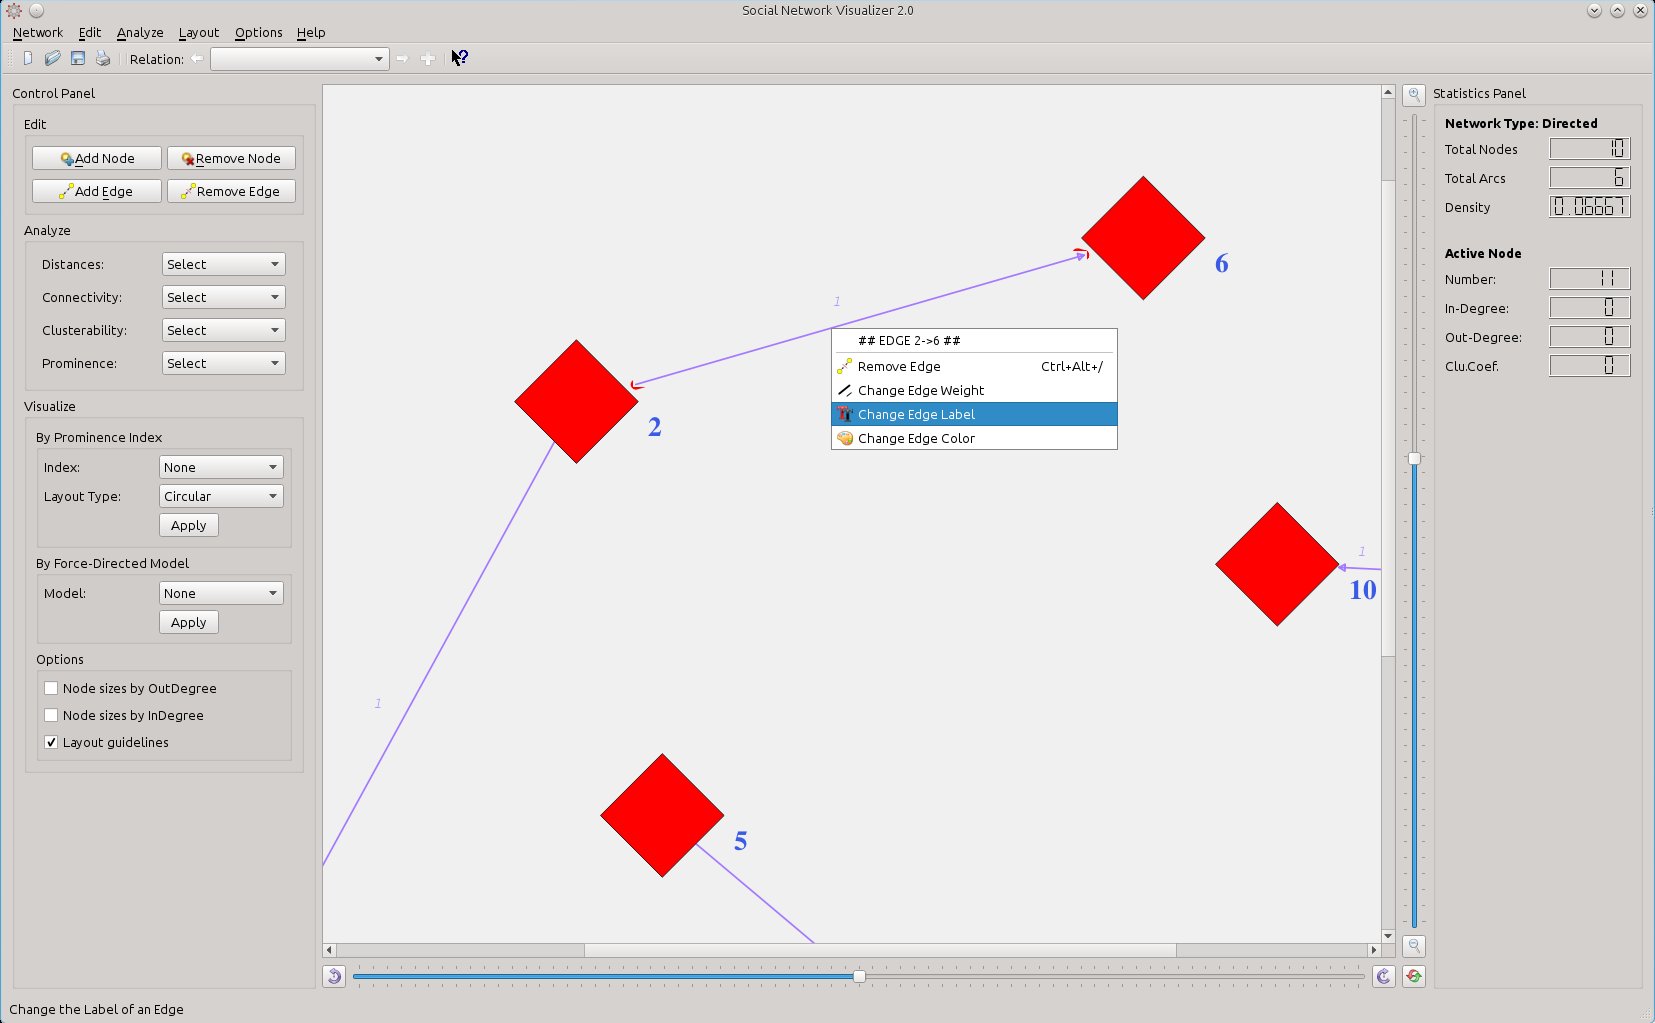 Social Network Visualizer 2.0
Network Edit Analyze Layout Options Help
Relation:
Control Panel
Edit
Add Node Remove Node
Add Edge Remove Edge
Analyze
Distances: Select
Connectivity: Select
Clusterability: Select
Prominence: Select
Visualize
By Prominence Index
Index: None
Layout Type: Circular
Apply
By Force-Directed Model
Model: None
Apply
Options
Node sizes by OutDegree
Node sizes by InDegree
Layout guidelines
6
1
2
## EDGE 2->6 ##
Remove Edge Ctrl+Alt+/
Change Edge Weight
Change Edge Label
Change Edge Color
1
10
1
5
Statistics Panel
Network Type: Directed
Total Nodes 10
Total Arcs 6
Density 0.06667
Active Node
Number: 11
In-Degree: 0
Out-Degree: 0
Clu.Coef. 0
Change the Label of an Edge